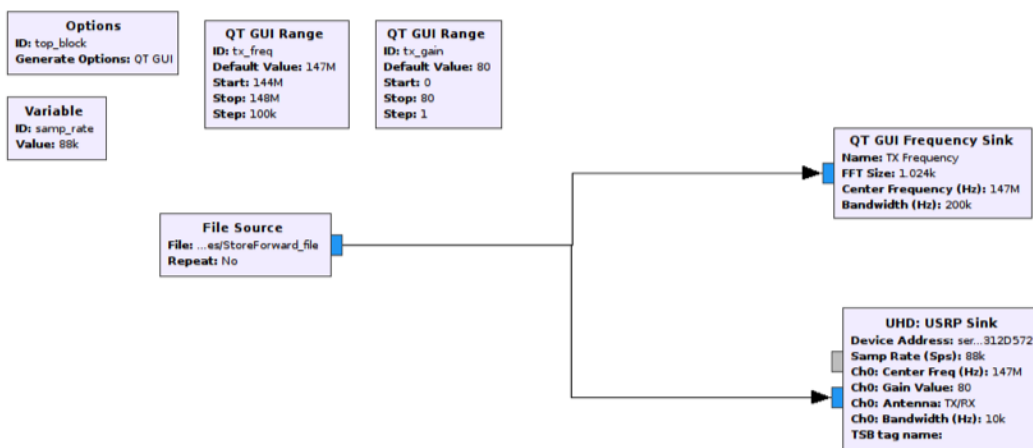 Options
ID: top_block
Generate Options: QT GUI
Variable
ID: samp_rate
Value: 88k
QT GUI Range
ID: tx_freq
Default Value: 147M
Start: 144M
Stop: 148M
Step: 100k
QT GUI Range
ID: tx_gain
Default Value: 80
Start: 0
Stop: 80
Step: 1
File Source
File: ...es/StoreForward_file
Repeat: No
QT GUI Frequency Sink
Name: TX Frequency
FFT Size: 1.024k
Center Frequency (Hz): 147M
Bandwidth (Hz): 200k
UHD: USRP Sink
Device Address: ser...312D572
Samp Rate (Sps): 88k
Ch0: Center Freq (Hz): 147M
Ch0: Gain Value: 80
Ch0: Antenna: TX/RX
Ch0: Bandwidth (Hz): 10k
TSB tag name: